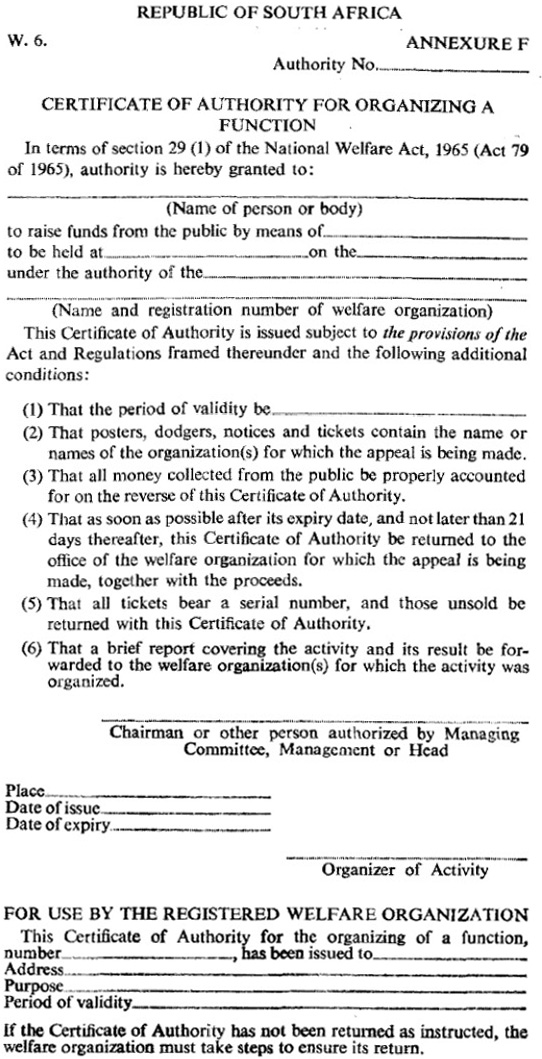 REPUBLIC OF SOUTH AFRICA
W. 6.
ANNEXURE F
Authority No.
CERTIFICATE OF AUTHORITY FOR ORGANIZING A
FUNCTION
In terms of section 29 (1) of the National Welfare Act, 1965 (Act 79
of 1965), authority is hereby granted to:
(Name of person or body)
to raise funds from the public by means of
to be held at on the
under the authority of the
(Name and registration number of welfare organization)
This Certificate of Authority is issued subject to the provisions of the
Act and Regulations framed thereunder and the following additional
conditions:
(1) That the period of validity be
(2) That posters, dodgers, notices and tickets contain the name or
names of the organization(s) for which the appeal is being made.
(3) That all money collected from the public be properly accounted
for on the reverse of this Certificate of Authority.
(4) That as soon as possible after its expiry date, and not later than 21
days thereafter, this Certificate of Authority be returned to the
office of the welfare organization for which the appeal is being
made, together with the proceeds.
(5) That all tickets bear a serial number, and those unsold be
returned with this Certificate of Authority.
(6) That a brief report covering the activity and its result be for-
warded to the welfare organization(s) for which the activity was
organized.
Chairman or other person authorized by Managing
Committee, Management or Head
Place
Date of issue
Date of expiry
Organizer of Activity
FOR USE BY THE REGISTERED WELFARE ORGANIZATION
This Certificate of Authority for the organizing of a function,
number , has been issued to
Address
Purpose
Period of validity
If the Certificate of Authority has not been returned as instructed, the
welfare organization must take steps to ensure its return.